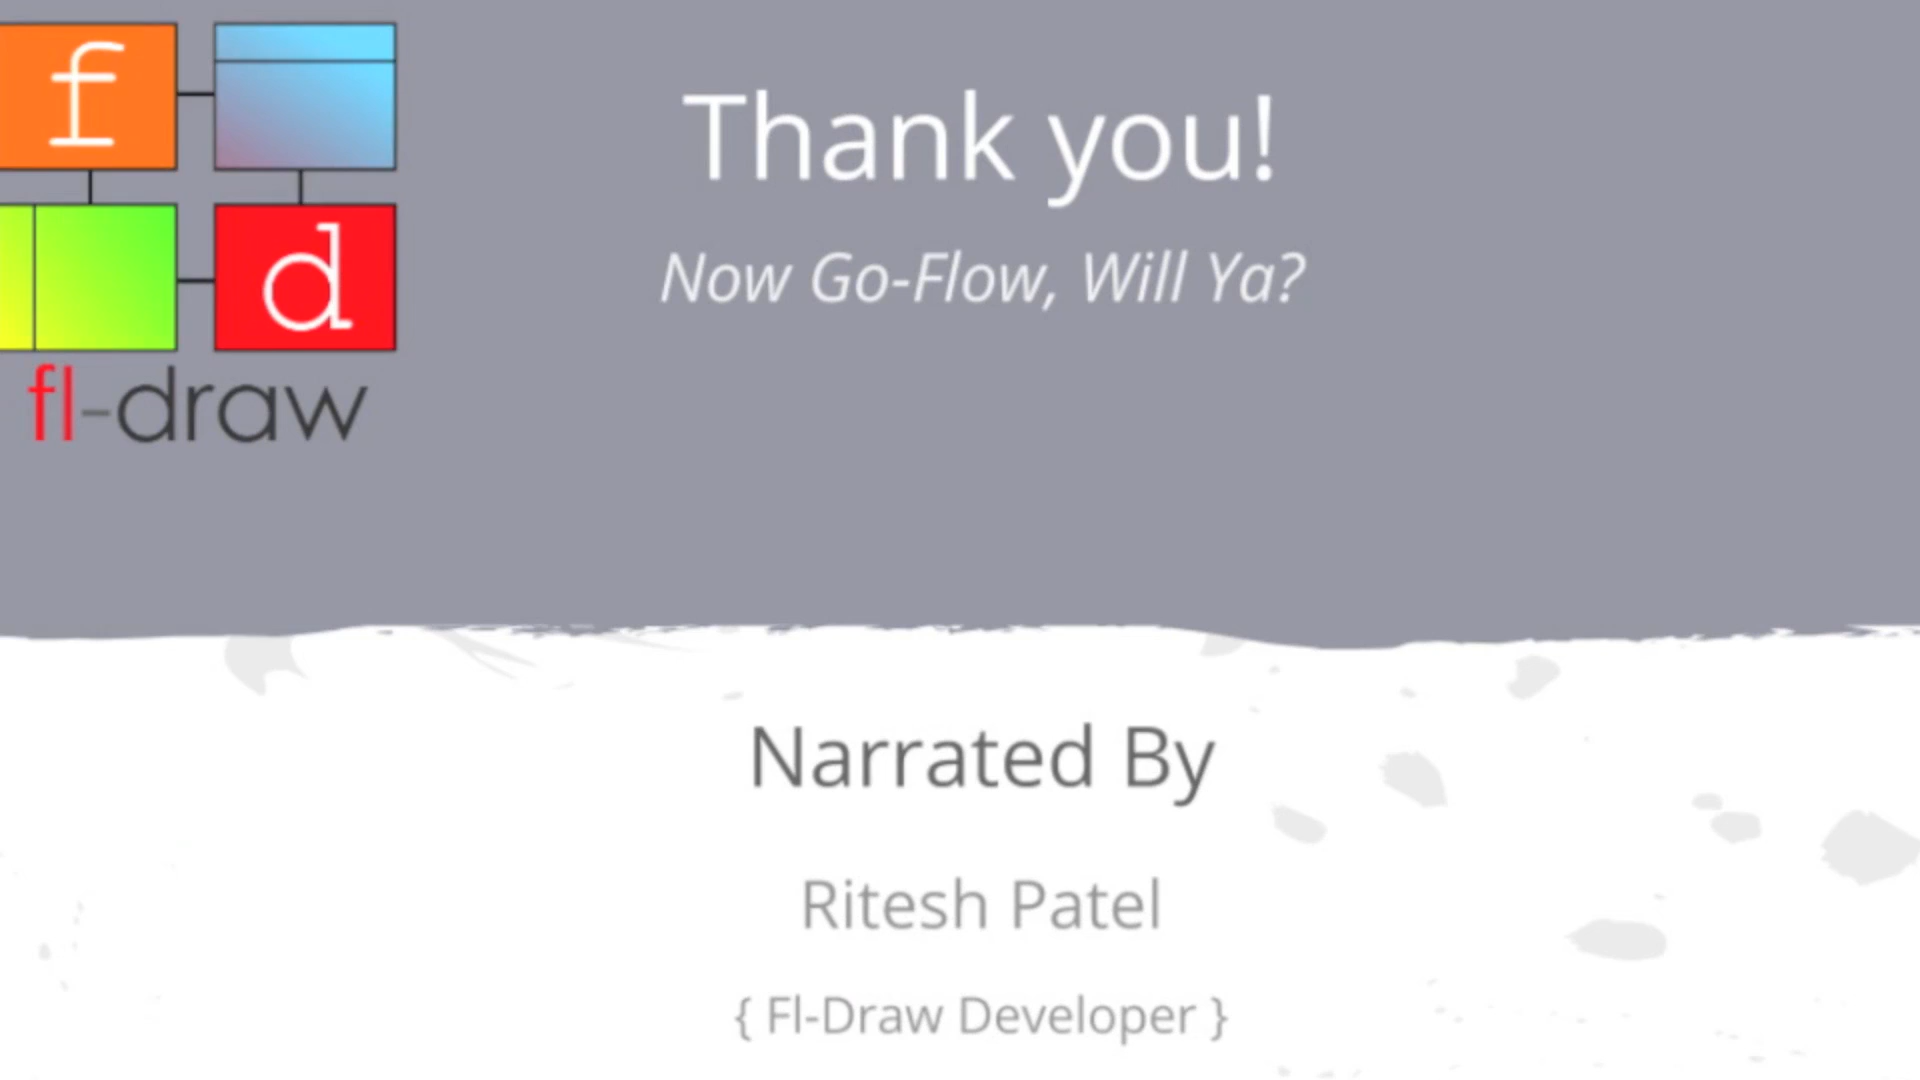 f
d
fl-draw
Thank you!
Now Go-Flow, Will Ya?
Narrated By
Ritesh Patel
{ Fl-Draw Developer }